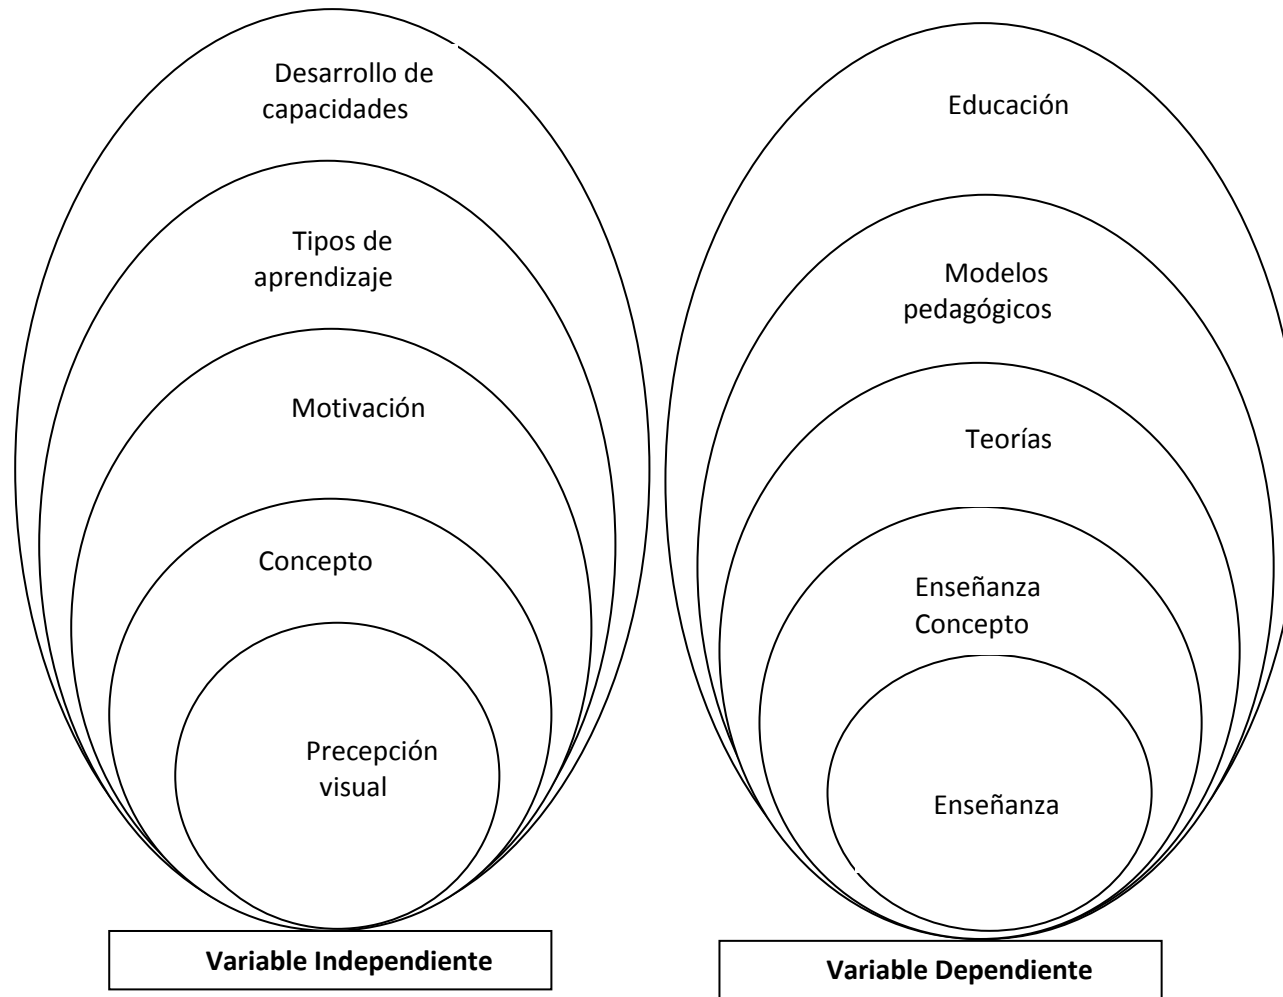 Desarrollo de
capacidades
Tipos de
aprendizaje
Motivación
Concepto
Precepción
visual
Variable Independiente
Educación
Modelos
pedagógicos
Teorías
Enseñanza
Concepto
Enseñanza
Variable Dependiente